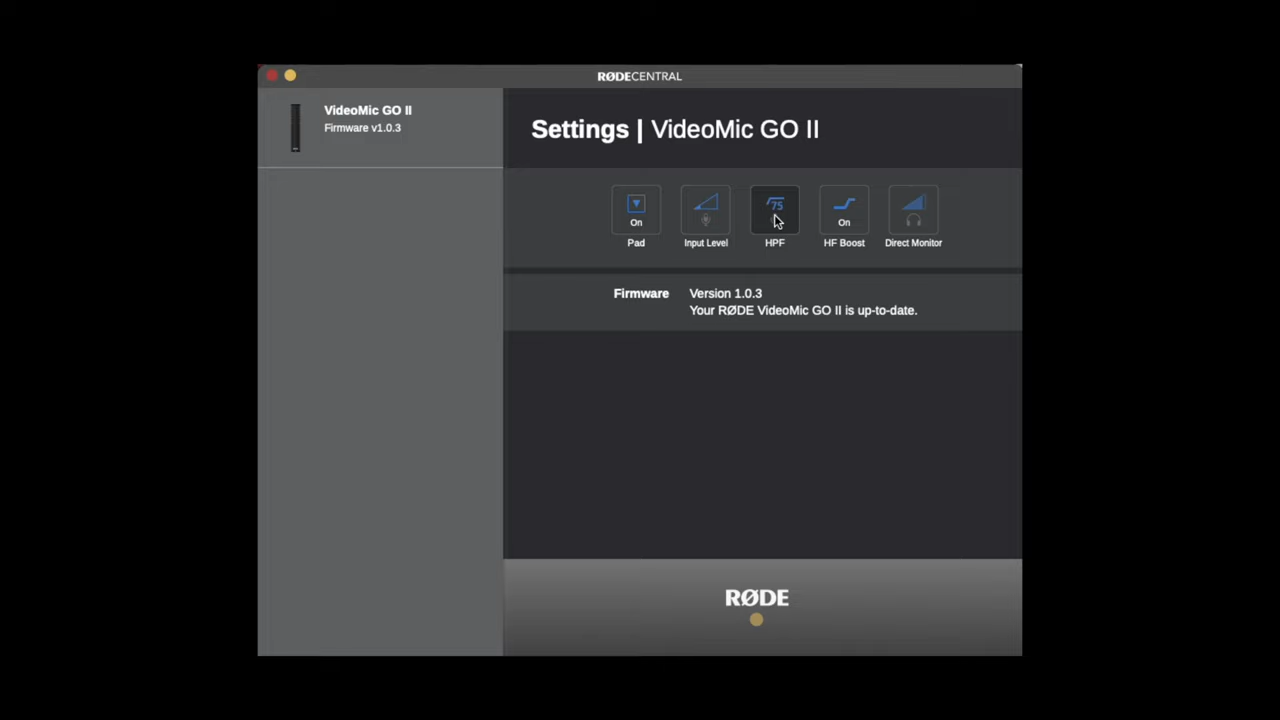 RØDECENTRAL
VideoMic GO II
Firmware v1.0.3
Settings | VideoMic GO II
75
On
On
Pad
Input Level
HPF
HF Boost
Direct Monitor
Firmware
Version 1.0.3
Your RØDE VideoMic GO II is up-to-date.
RØDE